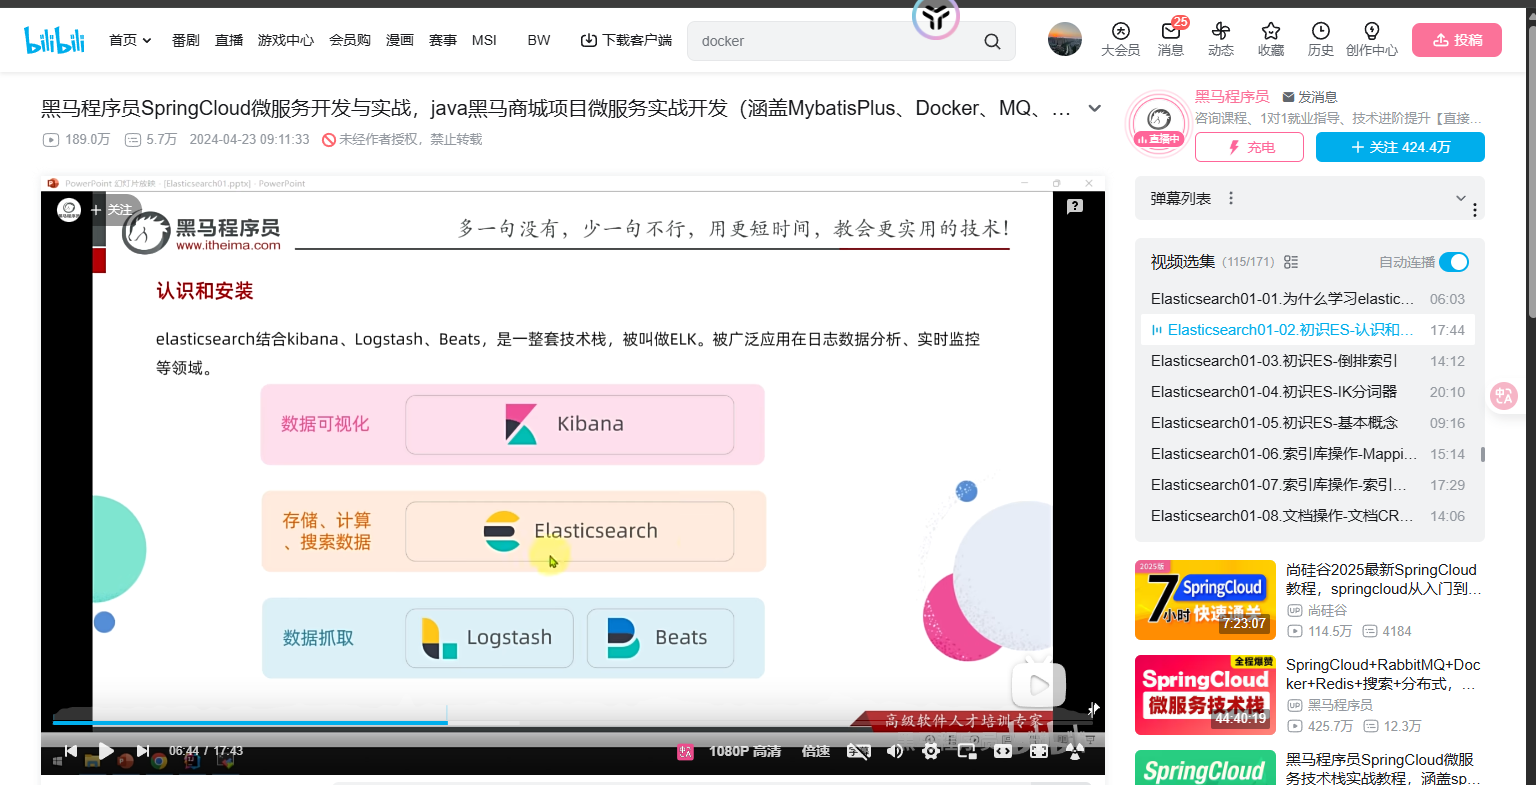 bilibili
首页 番剧 直播 游戏中心 会员购 漫画 赛事 MSI BW 下载客户端
docker
大会员 25 消息 动态 收藏 历史 创作中心 投稿
黑马程序员SpringCloud微服务开发与实战，java黑马商城项目微服务实战开发（涵盖MybatisPlus、Docker、MQ、...
189.0万 5.7万 2024-04-23 09:11:33 未经作者授权，禁止转载
黑马程序员 发消息
咨询课程、1对1就业指导、技术进阶提升【直接...
直播中
充电
+ 关注 424.4万
PowerPoint 幻灯片放映 - [Elasticsearch01.pptx] - PowerPoint
+ 关注
黑马程序员
www.itheima.com
多一句没有，少一句不行，用更短时间，教会更实用的技术！
认识和安装
elasticsearch结合kibana、Logstash、Beats，是一整套技术栈，被叫做ELK。被广泛应用在日志数据分析、实时监控
等领域。
数据可视化
Kibana
存储、计算
、搜索数据
Elasticsearch
数据抓取
Logstash
Beats
高级软件人才培训专家
06:44 / 17:43
1080P 高清 倍速
弹幕列表
视频选集 (115/171) 自动连播
Elasticsearch01-01.为什么学习elastic... 06:03
Elasticsearch01-02.初识ES-认识和... 17:44
Elasticsearch01-03.初识ES-倒排索引 14:12
Elasticsearch01-04.初识ES-IK分词器 20:10
Elasticsearch01-05.初识ES-基本概念 09:16
Elasticsearch01-06.索引库操作-Mappi... 15:14
Elasticsearch01-07.索引库操作-索引... 17:29
Elasticsearch01-08.文档操作-文档CR... 14:06
2025版
7小时
SpringCloud
快速通关
7:23:07
尚硅谷2025最新SpringCloud
教程，springcloud从入门到...
UP 尚硅谷
114.5万 4184
全程爆赞
SpringCloud
微服务技术栈
44:40:19
SpringCloud+RabbitMQ+Doc
ker+Redis+搜索+分布式，...
UP 黑马程序员
425.7万 12.3万
SpringCloud
黑马程序员SpringCloud微服
务技术栈实战教程，涵盖sp...